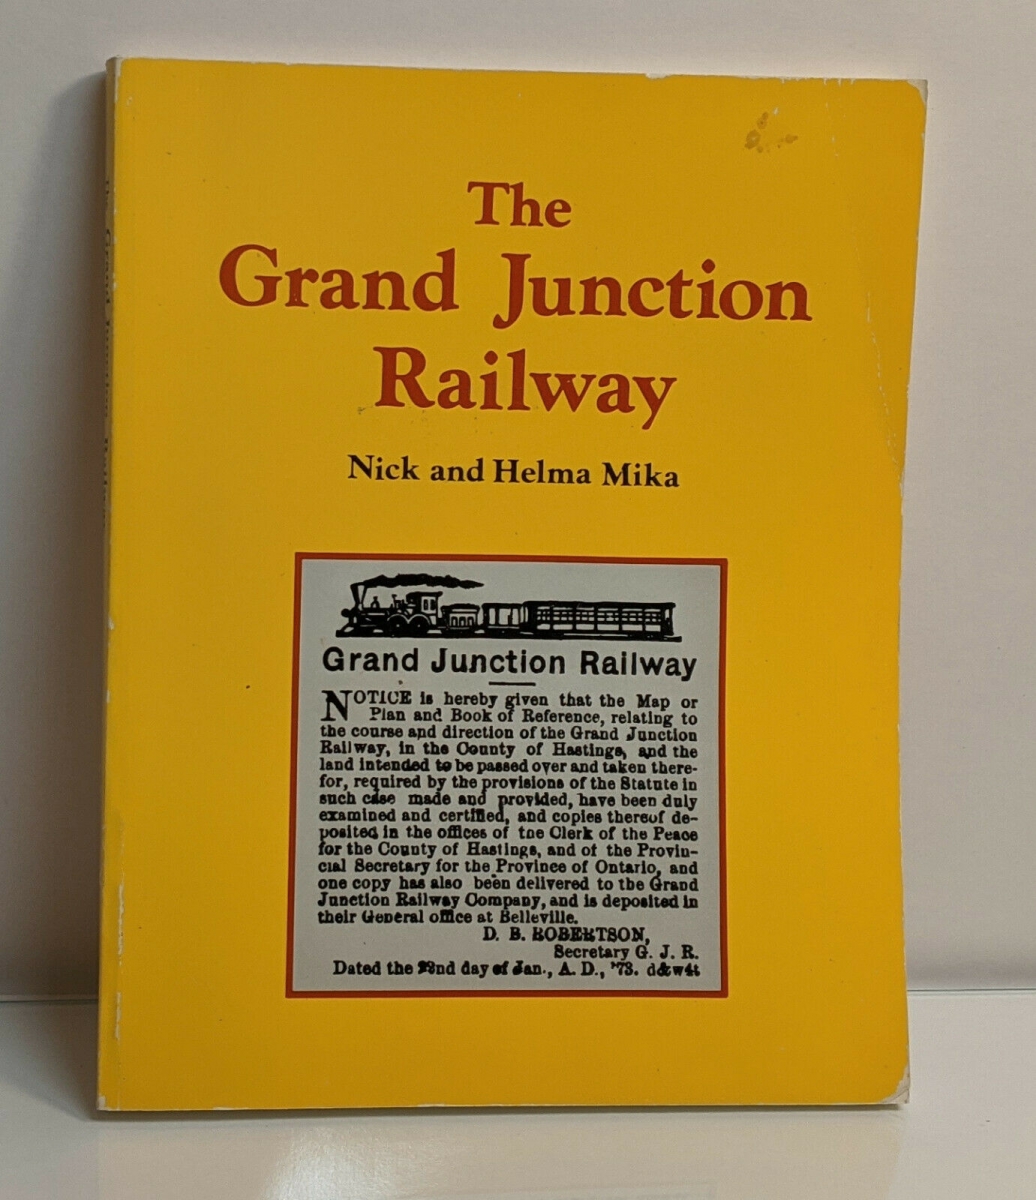 The
Grand Junction
Railway
Nick and Helma Mika
Grand Junction Railway
NOTICE is hereby given that the Map or
Plan and Book of Reference, relating to
the course and direction of the Grand Junction
Railway, in the County of Hastings, and the
land intended to be passed over and taken there-
for, required by the provisions of the Statute in
such case made and provided, have been duly
examined and certified, and copies thereof de-
posited in the offices of the Clerk of the Peace
for the County of Hastings, and of the Provin-
cial Secretary for the Province of Ontario, and
one copy has also been delivered to the Grand
Junction Railway Company, and is deposited in
their General office at Belleville.
D. B. ROBERTSON,
Secretary G. J. R.
Dated the 22nd day of Jan., A. D., '73. d&w4t
The Grand Junction Railway